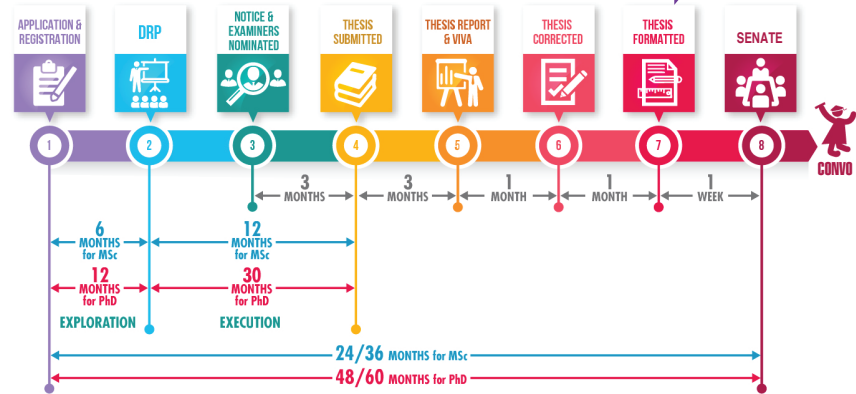 APPLICATION &
REGISTRATION
DRP
NOTICE &
EXAMINERS
NOMINATED
THESIS
SUBMITTED
THESIS REPORT
& VIVA
THESIS
CORRECTED
THESIS
FORMATTED
SENATE
1
2
3
4
5
6
7
8
CONVO
3
MONTHS
3
MONTHS
1
MONTH
1
MONTH
1
WEEK
6
MONTHS
for MSc
12
MONTHS
for MSc
12
MONTHS
for PhD
30
MONTHS
for PhD
EXPLORATION
EXECUTION
24/36 MONTHS for MSc
48/60 MONTHS for PhD